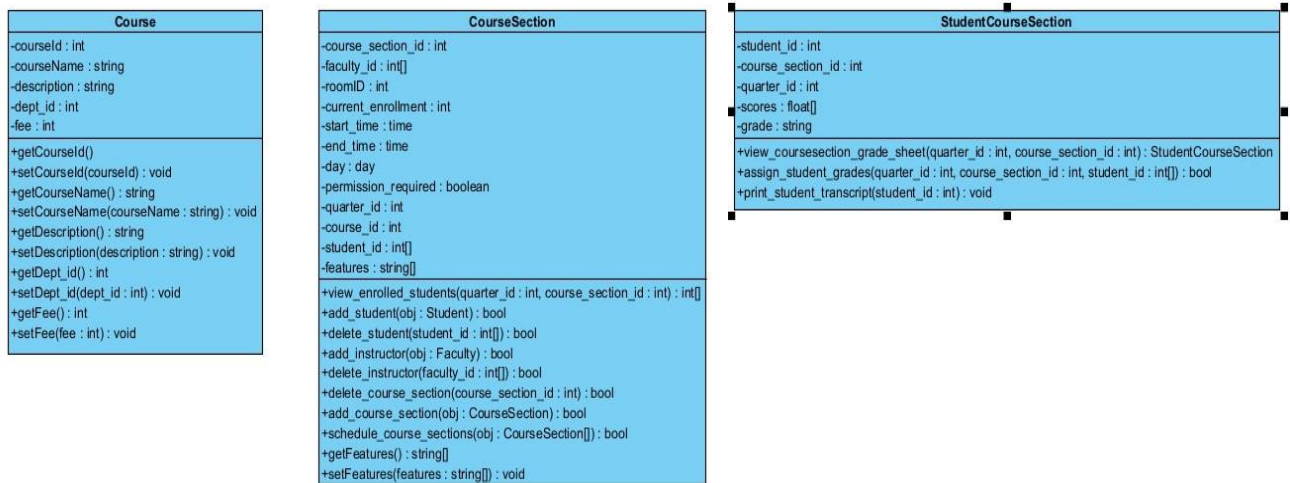 Course
-courseId : int
-courseName : string
-description : string
-dept_id : int
-fee : int
+getCourseId()
+setCourseId(courseId) : void
+getCourseName() : string
+setCourseName(courseName : string) : void
+getDescription() : string
+setDescription(description : string) : void
+getDept_id() : int
+setDept_id(dept_id : int) : void
+getFee() : int
+setFee(fee : int) : void
CourseSection
-course_section_id : int
-faculty_id : int[]
-roomID : int
-current_enrollment : int
-start_time : time
-end_time : time
-day : day
-permission_required : boolean
-quarter_id : int
-course_id : int
-student_id : int[]
-features : string[]
+view_enrolled_students(quarter_id : int, course_section_id : int) : int[]
+add_student(obj : Student) : bool
+delete_student(student_id : int[]) : bool
+add_instructor(obj : Faculty) : bool
+delete_instructor(faculty_id : int[]) : bool
+delete_course_section(course_section_id : int) : bool
+add_course_section(obj : CourseSection) : bool
+schedule_course_sections(obj : CourseSection[]) : bool
+getFeatures() : string[]
+setFeatures(features : string[]) : void
StudentCourseSection
-student_id : int
-course_section_id : int
-quarter_id : int
-scores : float[]
-grade : string
+view_coursesection_grade_sheet(quarter_id : int, course_section_id : int) : StudentCourseSection
+assign_student_grades(quarter_id : int, course_section_id : int, student_id : int[]) : bool
+print_student_transcript(student_id : int) : void